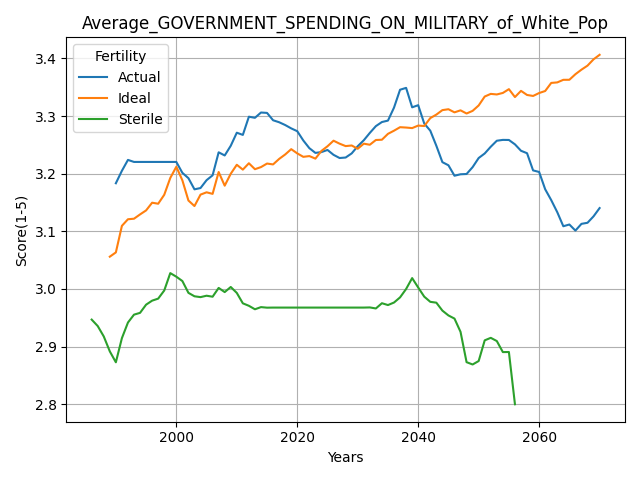 Average_GOVERNMENT_SPENDING_ON_MILITARY_of_White_Pop
Fertility
Actual
Ideal
Sterile
Score(1-5)
3.4
3.3
3.2
3.1
3.0
2.9
2.8
2000 2020 2040 2060
Years